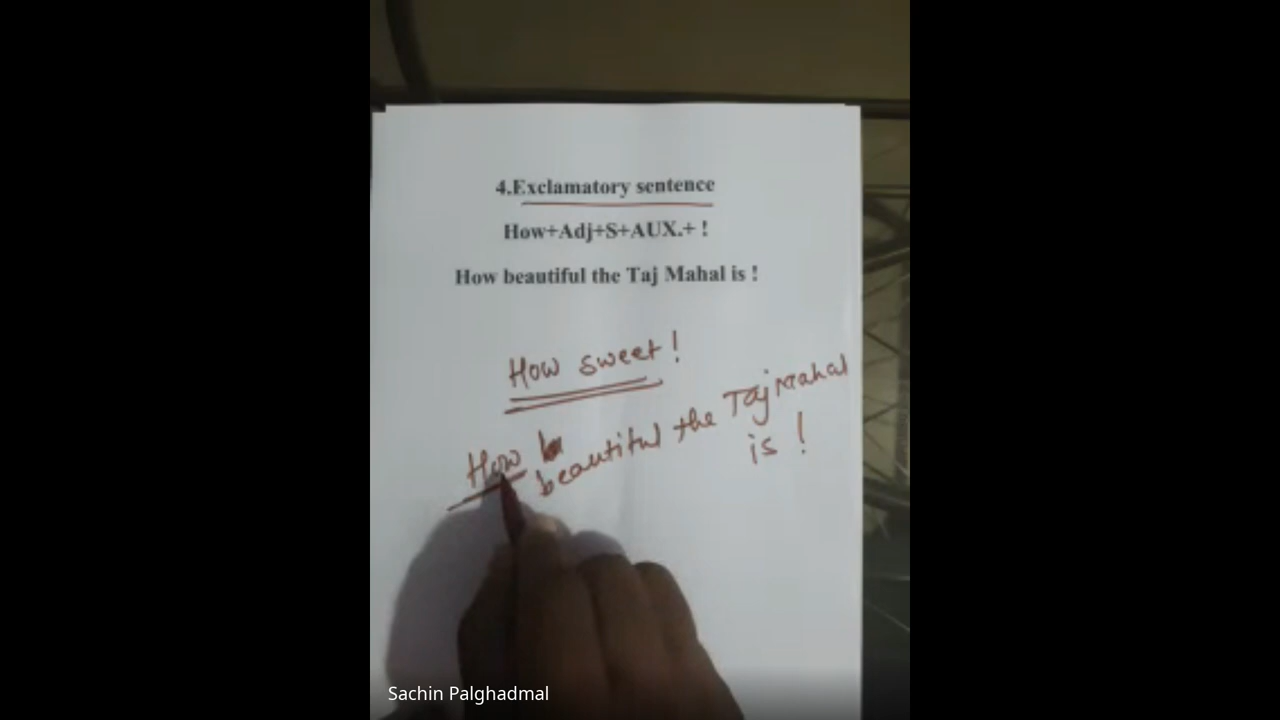 4.Exclamatory sentence
How+Adj+S+AUX.+ !
How beautiful the Taj Mahal is !
How sweet !
How beautiful the Taj Mahal
is !
Sachin Palghadmal